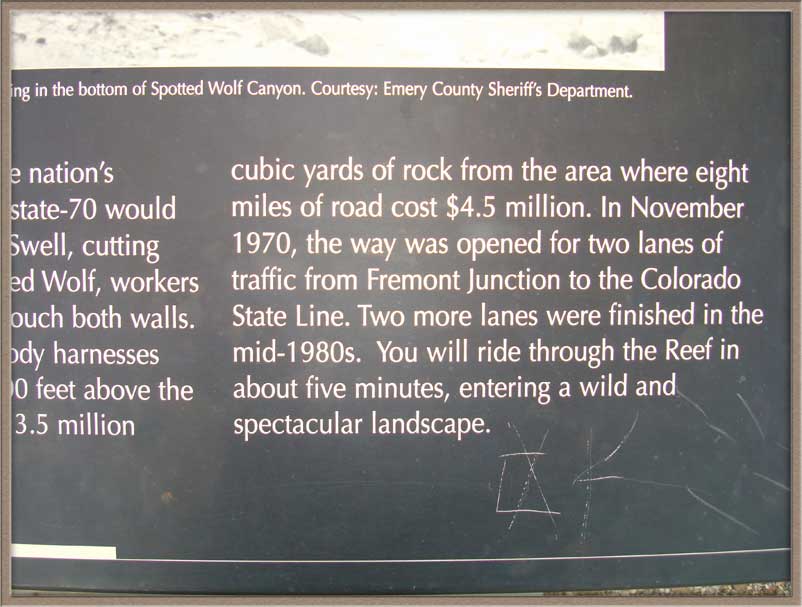 ing in the bottom of Spotted Wolf Canyon. Courtesy: Emery County Sheriff's Department.
nation's
state-70 would
Swell, cutting
ed Wolf, workers
ouch both walls.
ody harnesses
0 feet above the
3.5 million
cubic yards of rock from the area where eight
miles of road cost $4.5 million. In November
1970, the way was opened for two lanes of
traffic from Fremont Junction to the Colorado
State Line. Two more lanes were finished in the
mid-1980s. You will ride through the Reef in
about five minutes, entering a wild and
spectacular landscape.